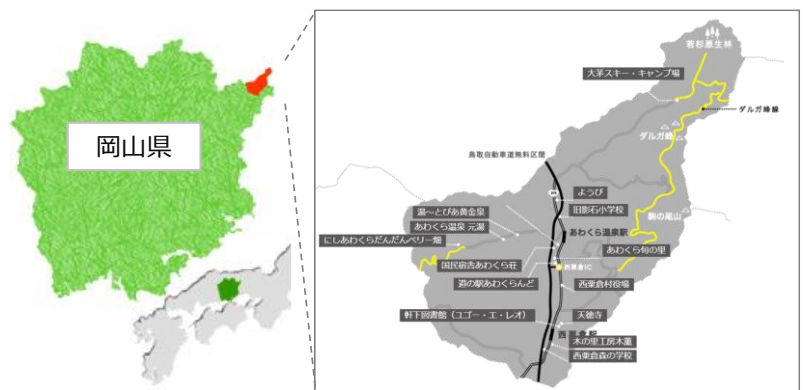 岡山県
若杉原生林
大茅スキー・キャンプ場
ダルガ峰線
ダルガ峰
鳥取自動車道無料区間
ようび
旧影石小学校
湯〜とぴあ黄金泉
駒の尾山
あわくら温泉 元湯
あわくら温泉駅
にしあわくらだんだんベリー畑
あわくら旬の里
国民宿舎あわくら荘
西粟倉IC
道の駅あわくらんど
西粟倉村役場
軒下図書館(コゴー・エ・レオ)
天徳寺
西粟倉駅
木の里工房木薫
西粟倉森の学校